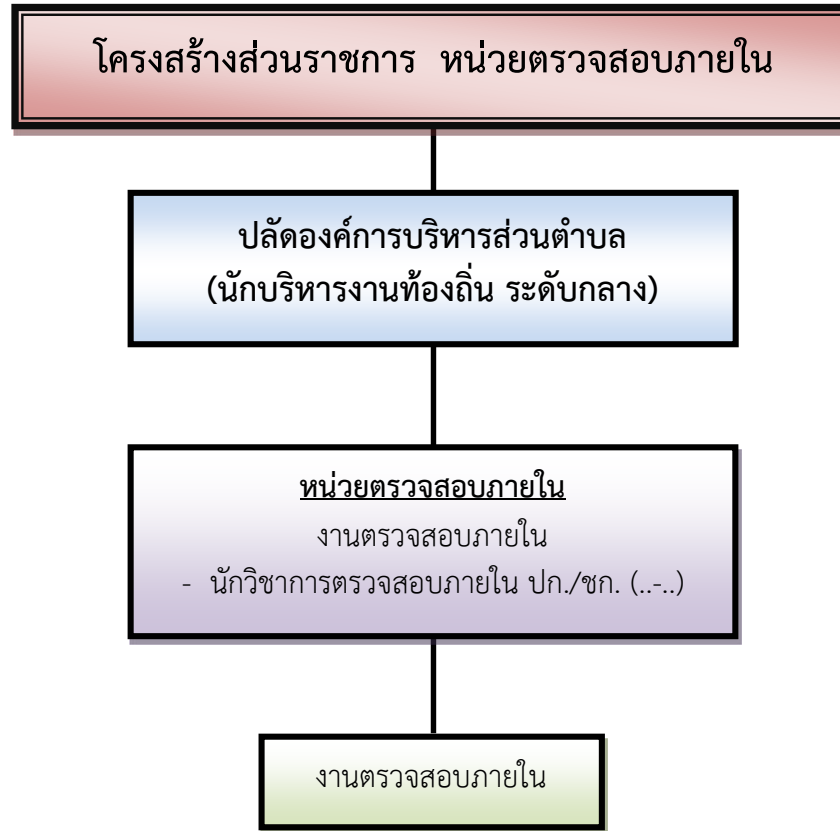 โครงสร้างส่วนราชการ หน่วยตรวจสอบภายใน
ปลัดองค์การบริหารส่วนตำบล
(นักบริหารงานท้องถิ่น ระดับกลาง)
หน่วยตรวจสอบภายใน
งานตรวจสอบภายใน
- นักวิชาการตรวจสอบภายใน ปก./ชก. (..-..)
งานตรวจสอบภายใน